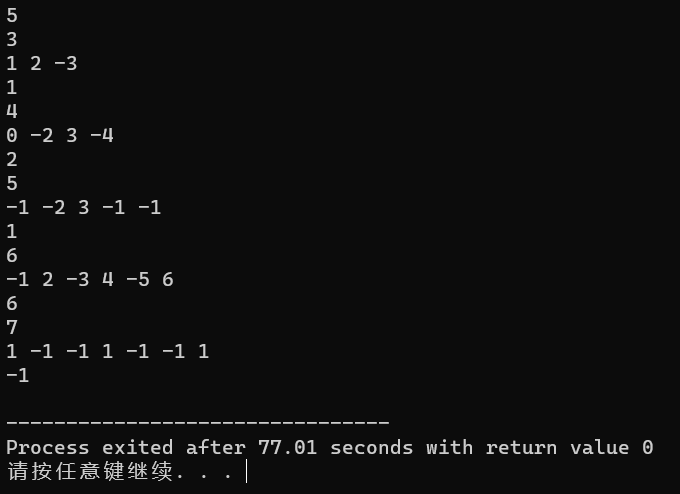 5
3
1 2 -3
1
4
0 -2 3 -4
2
5
-1 -2 3 -1 -1
1
6
-1 2 -3 4 -5 6
6
7
1 -1 -1 1 -1 -1 1
-1
--------------------------------
Process exited after 77.01 seconds with return value 0
请按任意键继续. . .